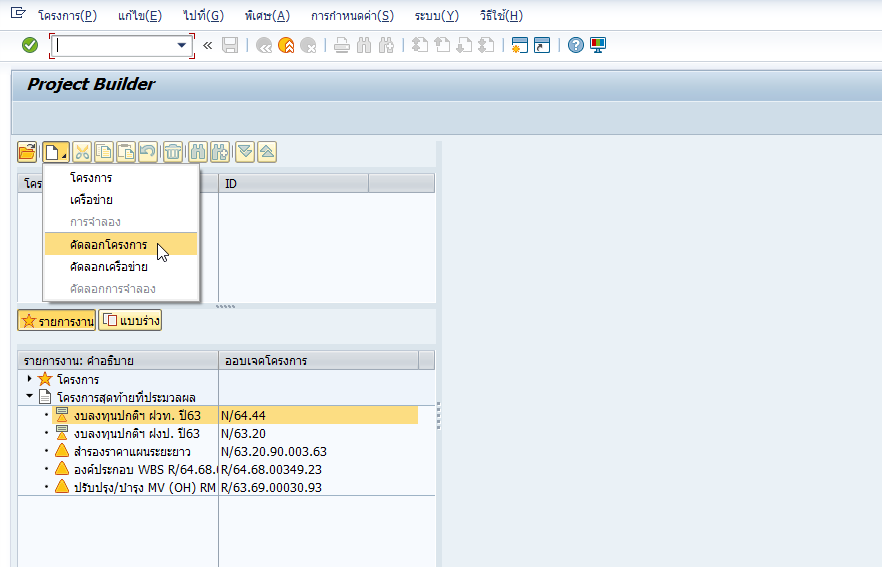 โครงการ(P) แก้ไข(E) ไปที่(G) พิเศษ(A) การกำหนดค่า(S) ระบบ(Y) วิธีใช้(H)
Project Builder
โคร ID
โครงการ
เครือข่าย
การจำลอง
คัดลอกโครงการ
คัดลอกเครือข่าย
คัดลอกการจำลอง
รายการงาน แบบร่าง
รายการงาน: คำอธิบาย ออบเจคโครงการ
โครงการ
โครงการสุดท้ายที่ประมวลผล
งบลงทุนปกติฯ ฝวท. ปี63 N/64.44
งบลงทุนปกติฯ ฝงป. ปี63 N/63.20
สำรองราคาแผนระยะยาว N/63.20.90.003.63
องค์ประกอบ WBS R/64.68.0 R/64.68.00349.23
ปรับปรุง/บำรุง MV (OH) RM R/63.69.00030.93